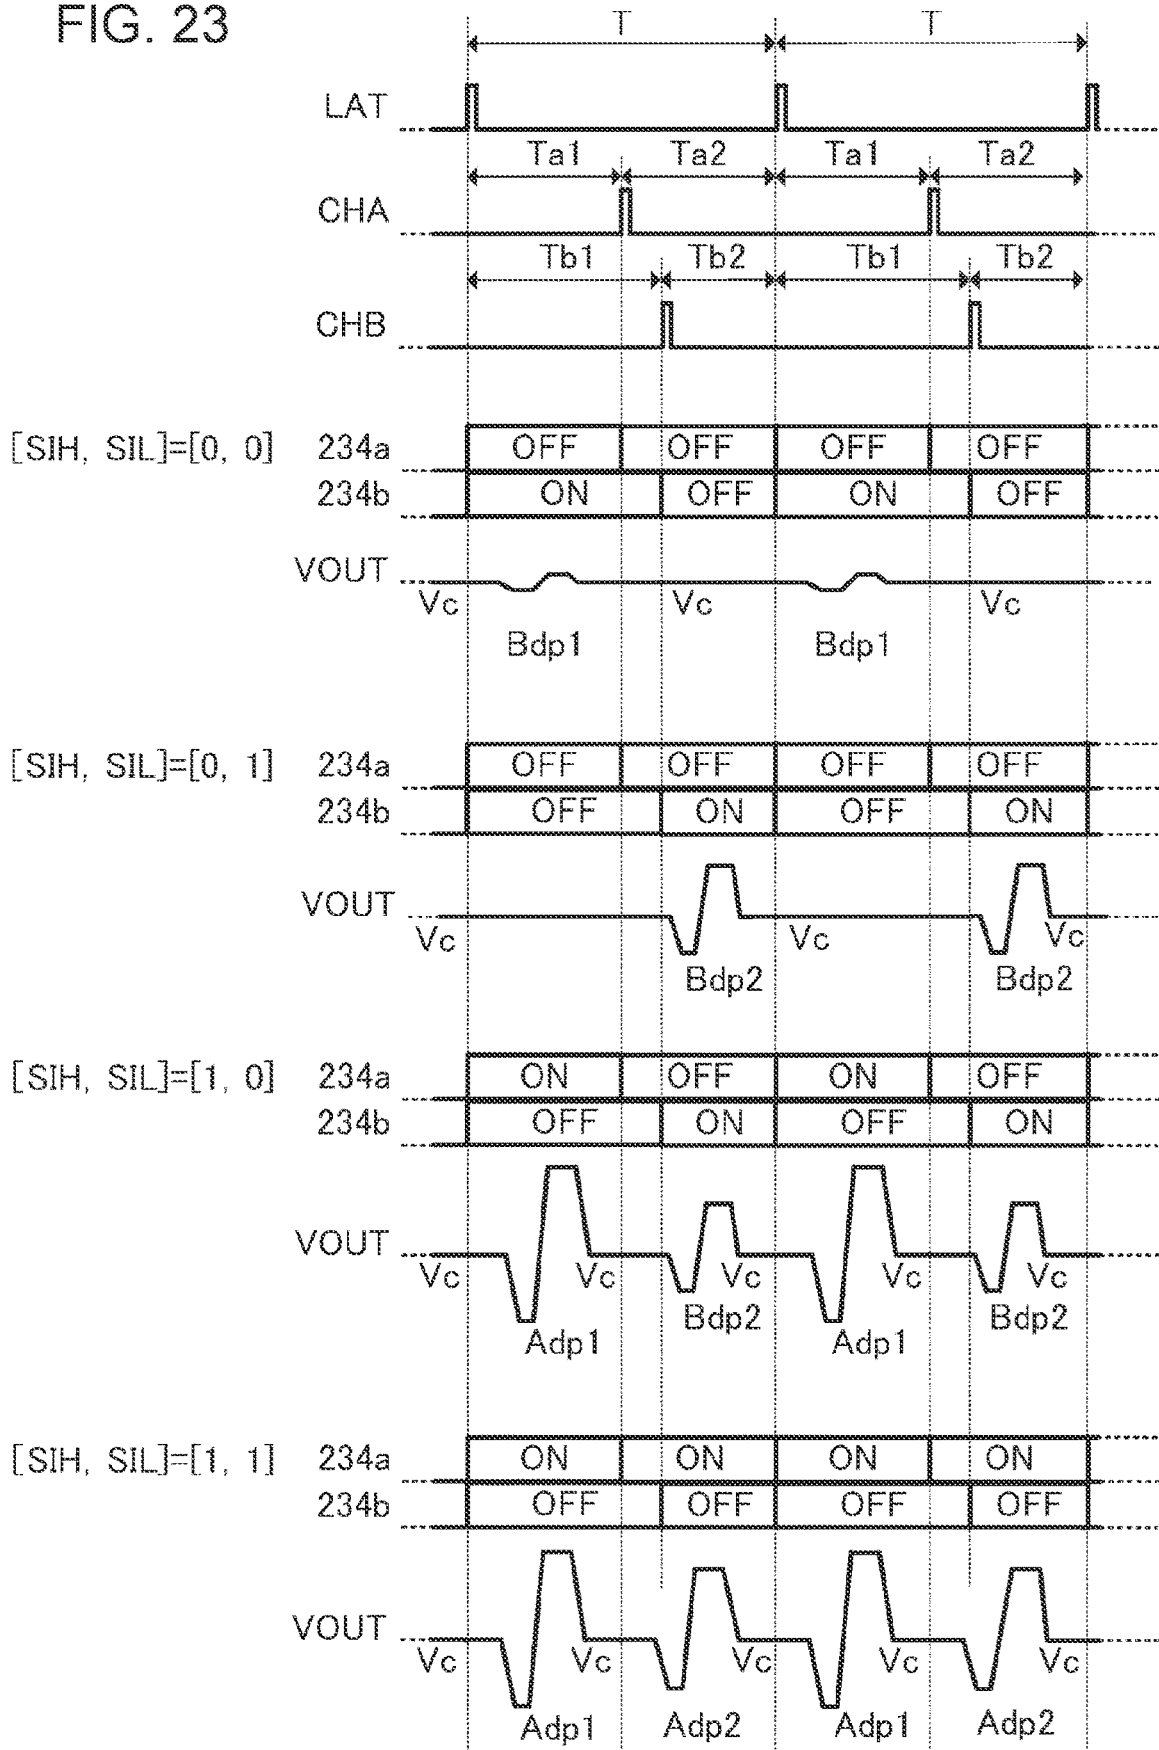 FIG. 23
T T
LAT
Ta1 Ta2 Ta1 Ta2
CHA
Tb1 Tb2 Tb1 Tb2
CHB
[SIH, SIL]=[0, 0] 234a OFF OFF OFF OFF
234b ON OFF ON OFF
VOUT
Vc Vc Vc
Bdp1 Bdp1
[SIH, SIL]=[0, 1] 234a OFF OFF OFF OFF
234b OFF ON OFF ON
VOUT
Vc Vc Vc
Bdp2 Bdp2
[SIH, SIL]=[1, 0] 234a ON OFF ON OFF
234b OFF ON OFF ON
VOUT
Vc Vc Vc Vc Vc
Bdp2 Bdp2
Adp1 Adp1
[SIH, SIL]=[1, 1] 234a ON ON ON ON
234b OFF OFF OFF OFF
VOUT
Vc Vc Vc Vc Vc
Adp1 Adp2 Adp1 Adp2